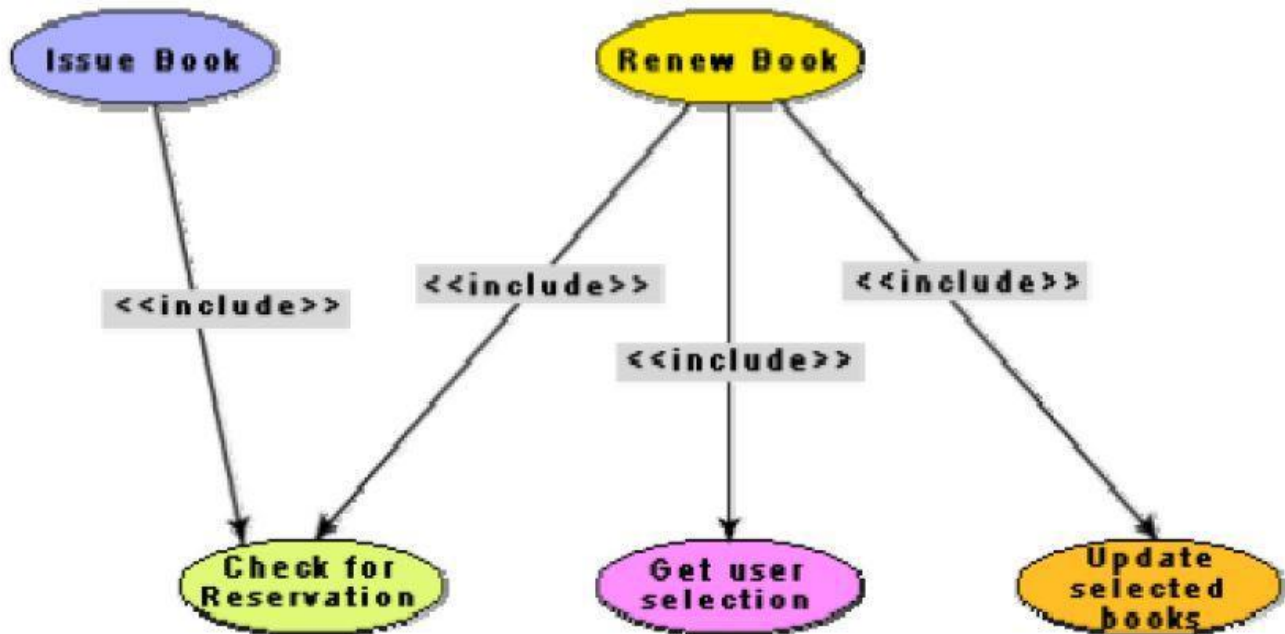 Issue Book
Renew Book
<<include>>
<<include>>
<<include>>
<<include>>
Check for
Reservation
Get user
selection
Update
selected
books